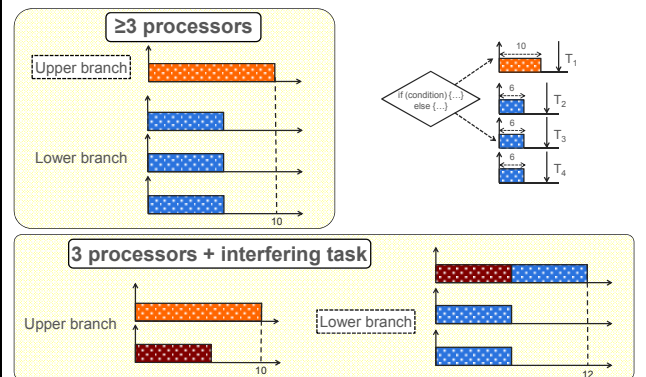 ≥3 processors
Upper branch
Lower branch
10
10
T1
if (condition) {…}
else {…}
6
T2
6
T3
6
T4
3 processors + interfering task
Upper branch
10
Lower branch
12